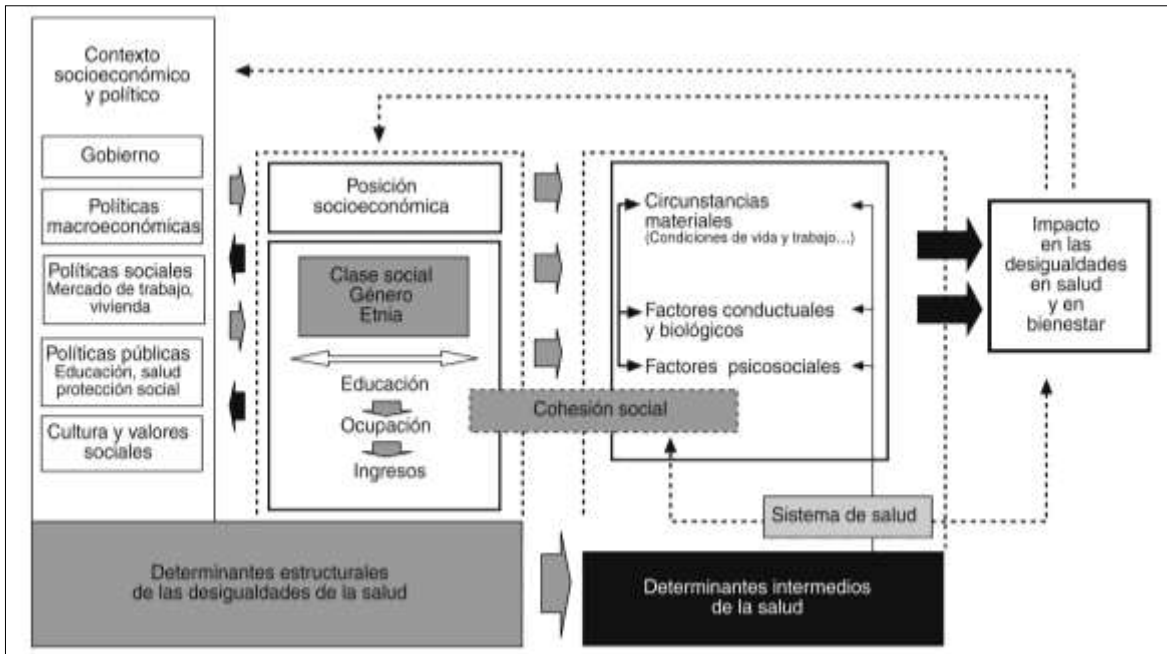 Contexto
socioeconómico
y político
Gobierno
Políticas
macroeconómicas
Políticas sociales
Mercado de trabajo,
vivienda
Políticas públicas
Educación, salud
protección social
Cultura y valores
sociales
Posición
socioeconómica
Clase social
Género
Etnia
Educación
Ocupación
Ingresos
Cohesión social
Circunstancias
materiales
(Condiciones de vida y trabajo...)
Factores conductuales
y biológicos
Factores psicosociales
Sistema de salud
Impacto
en las
desigualdades
en salud
y en
bienestar
Determinantes estructurales
de las desigualdades de la salud
Determinantes intermedios
de la salud